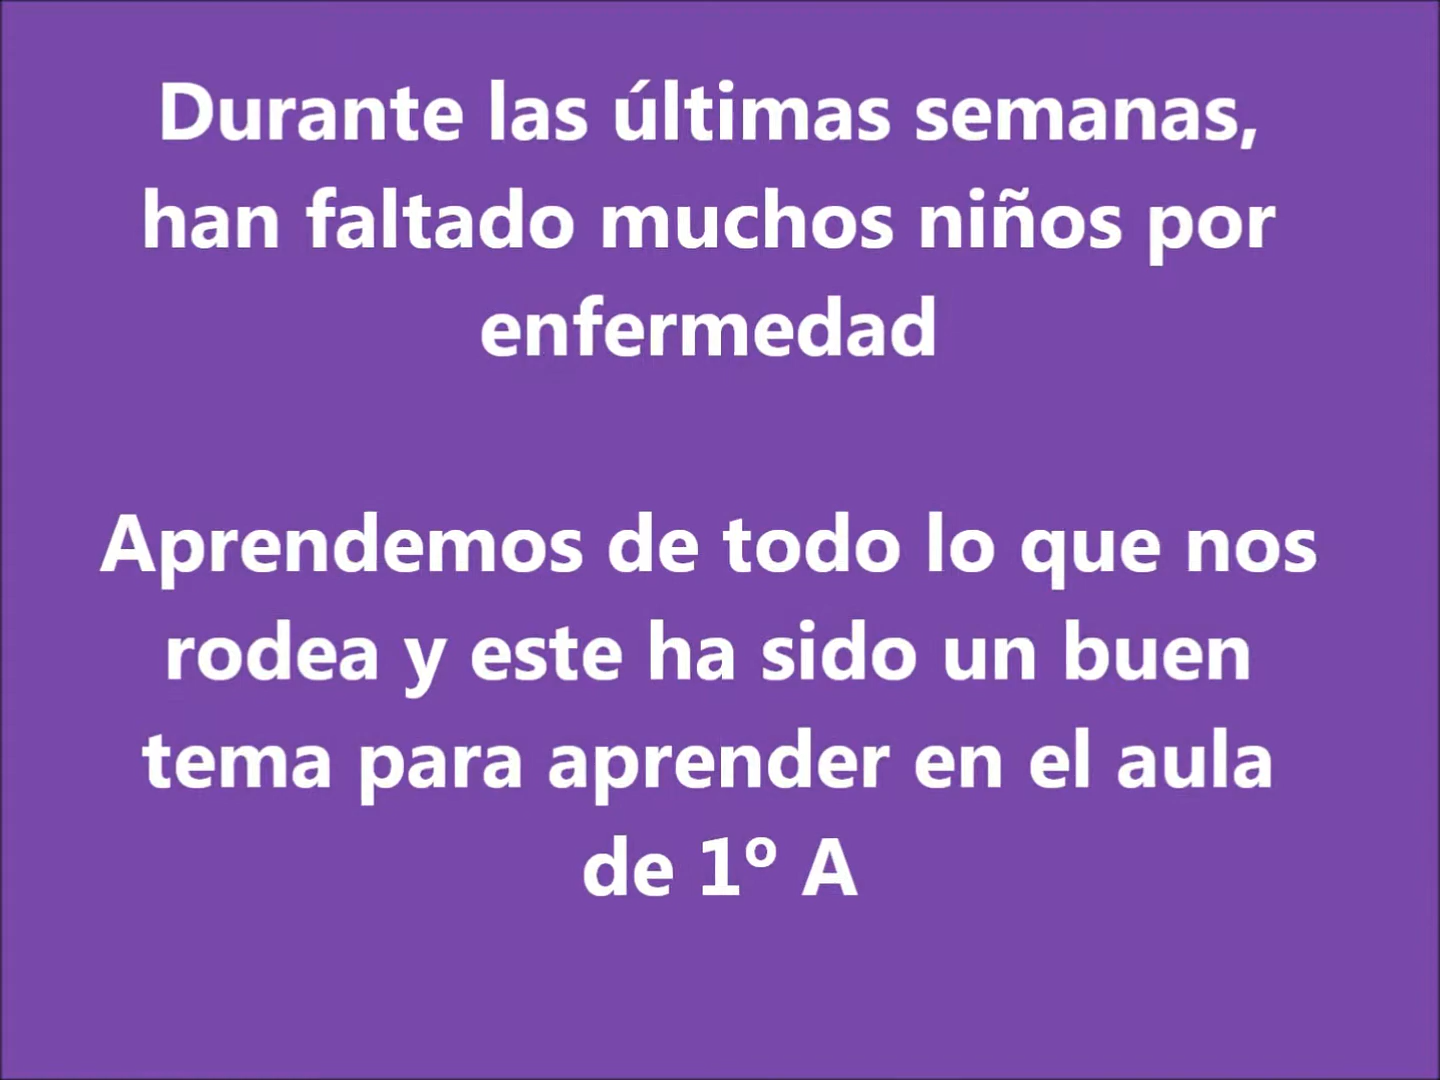 Durante las últimas semanas,
han faltado muchos niños por
enfermedad
Aprendemos de todo lo que nos
rodea y este ha sido un buen
tema para aprender en el aula
de 1º A